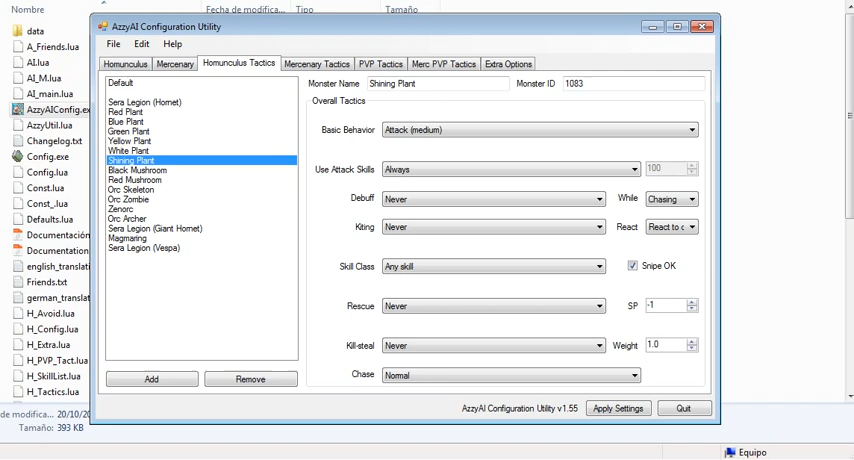 Nombre
Fecha de modifica...
Tipo
Tamaño
data
A_Friends.lua
AI.lua
AI_M.lua
AI_main.lua
AzzyAIConfig.ex
AzzyUtil.lua
Changelog.txt
Config.exe
Config.lua
Const.lua
Const_.lua
Defaults.lua
Documentación
Documentation
english_translati
Friends.txt
german_translati
H_Avoid.lua
H_Config.lua
H_Extra.lua
H_PVP_Tact.lua
H_SkillList.lua
H_Tactics.lua
de modifica... 20/10/20
Tamaño: 393 KB
Equipo
AzzyAI Configuration Utility
File Edit Help
Homunculus Mercenary Homunculus Tactics Mercenary Tactics PVP Tactics Merc PVP Tactics Extra Options
Default
Sera Legion (Hornet)
Red Plant
Blue Plant
Green Plant
Yellow Plant
White Plant
Shining Plant
Black Mushroom
Red Mushroom
Orc Skeleton
Orc Zombie
Zenorc
Orc Archer
Sera Legion (Giant Hornet)
Magmaring
Sera Legion (Vespa)
Add Remove
Monster Name Shining Plant Monster ID 1083
Overall Tactics
Basic Behavior Attack (medium)
Use Attack Skills Always 100
Debuff Never While Chasing
Kiting Never React React to c
Skill Class Any skill Snipe OK
Rescue Never SP -1
Kill-steal Never Weight 1.0
Chase Normal
AzzyAI Configuration Utility v1.55 Apply Settings Quit